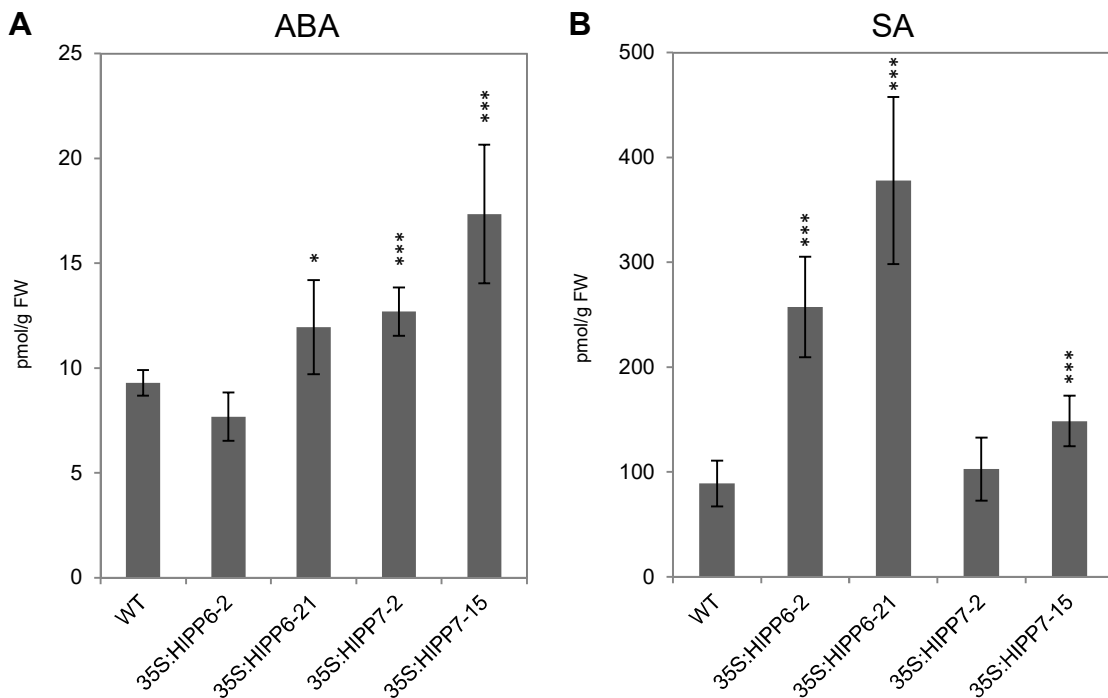 A
ABA
25
20
15
10
5
0
pmol/g FW
*
***
***
WT
35S:HIPP6-2
35S:HIPP6-21
35S:HIPP7-2
35S:HIPP7-15
B
SA
500
400
300
200
100
0
pmol/g FW
***
***
***
WT
35S:HIPP6-2
35S:HIPP6-21
35S:HIPP7-2
35S:HIPP7-15